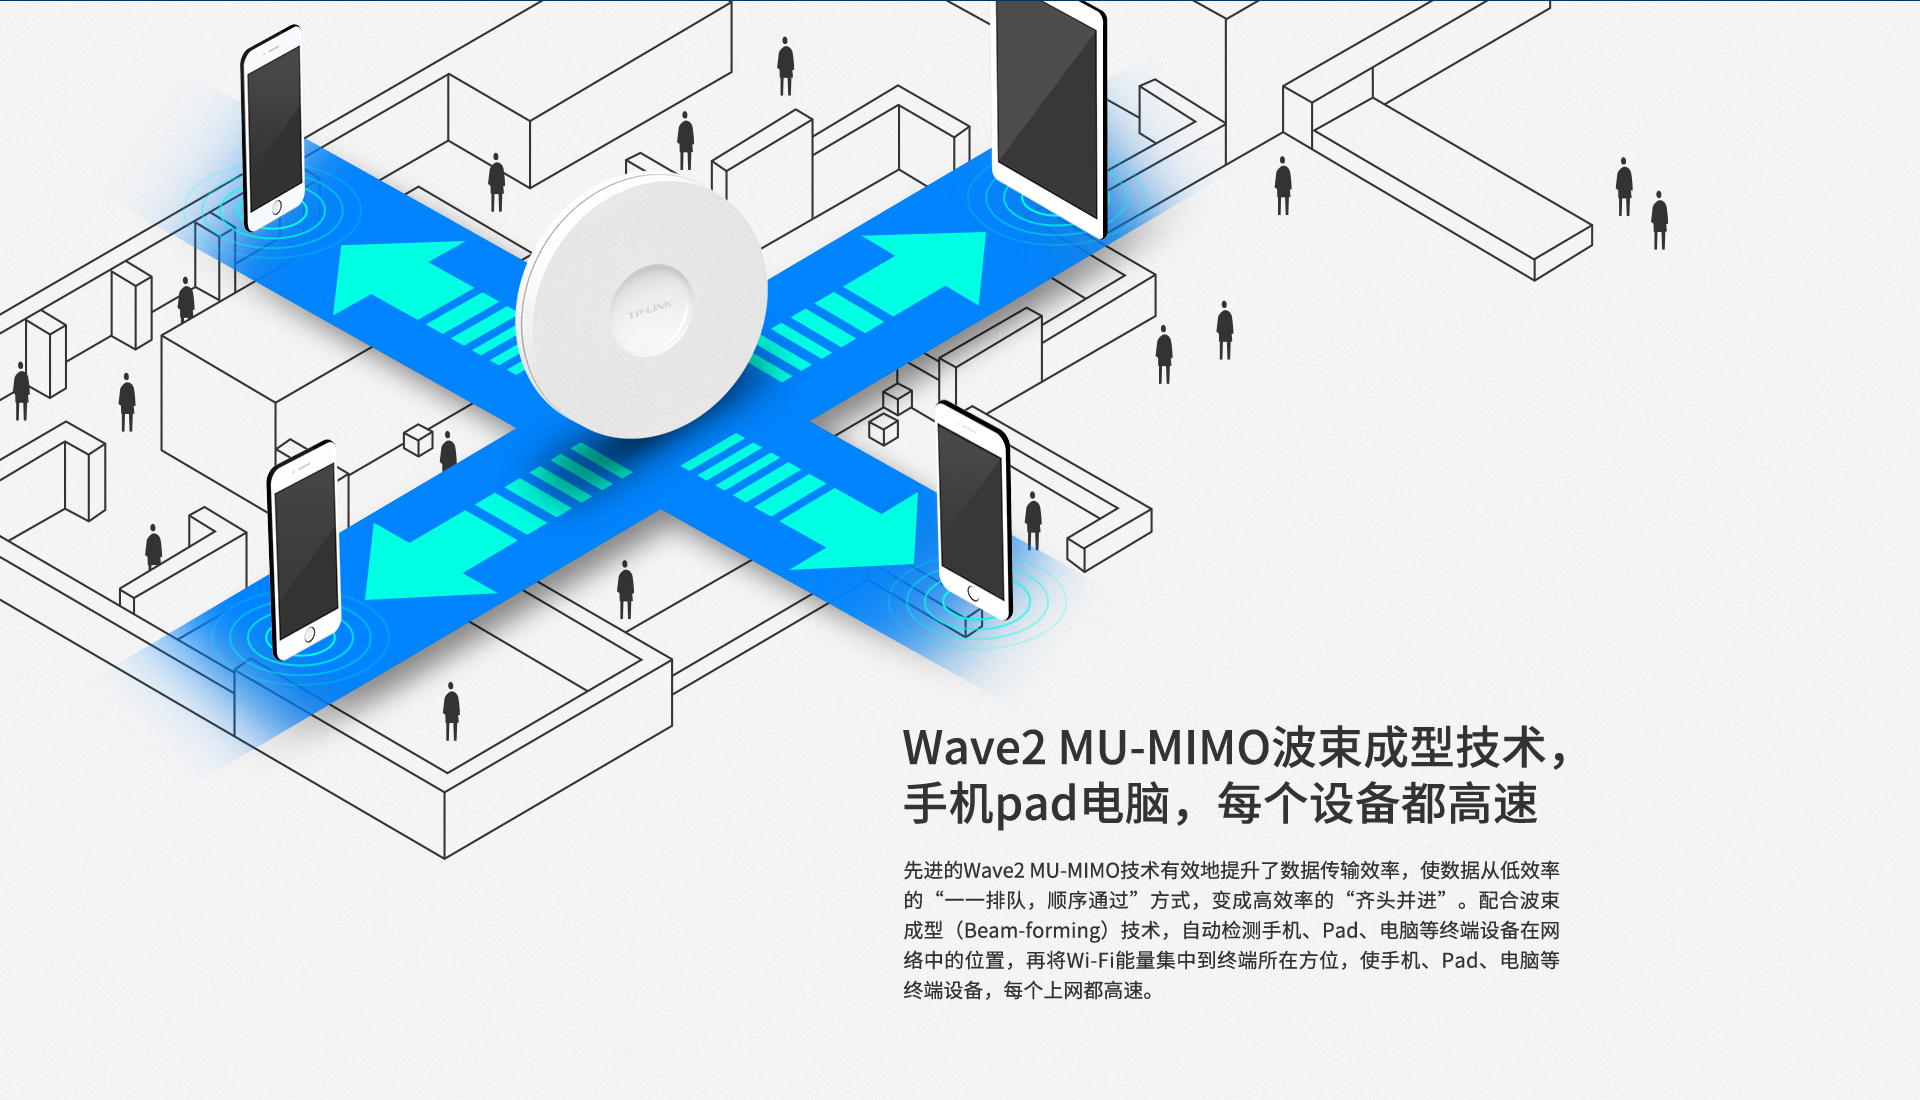 TP-LINK
Wave2 MU-MIMO波束成型技术，
手机pad电脑，每个设备都高速
先进的Wave2 MU-MIMO技术有效地提升了数据传输效率，使数据从低效率
的“一一排队，顺序通过”方式，变成高效率的“齐头并进”。配合波束
成型（Beam-forming）技术，自动检测手机、Pad、电脑等终端设备在网
络中的位置，再将Wi-Fi能量集中到终端所在方位，使手机、Pad、电脑等
终端设备，每个上网都高速。